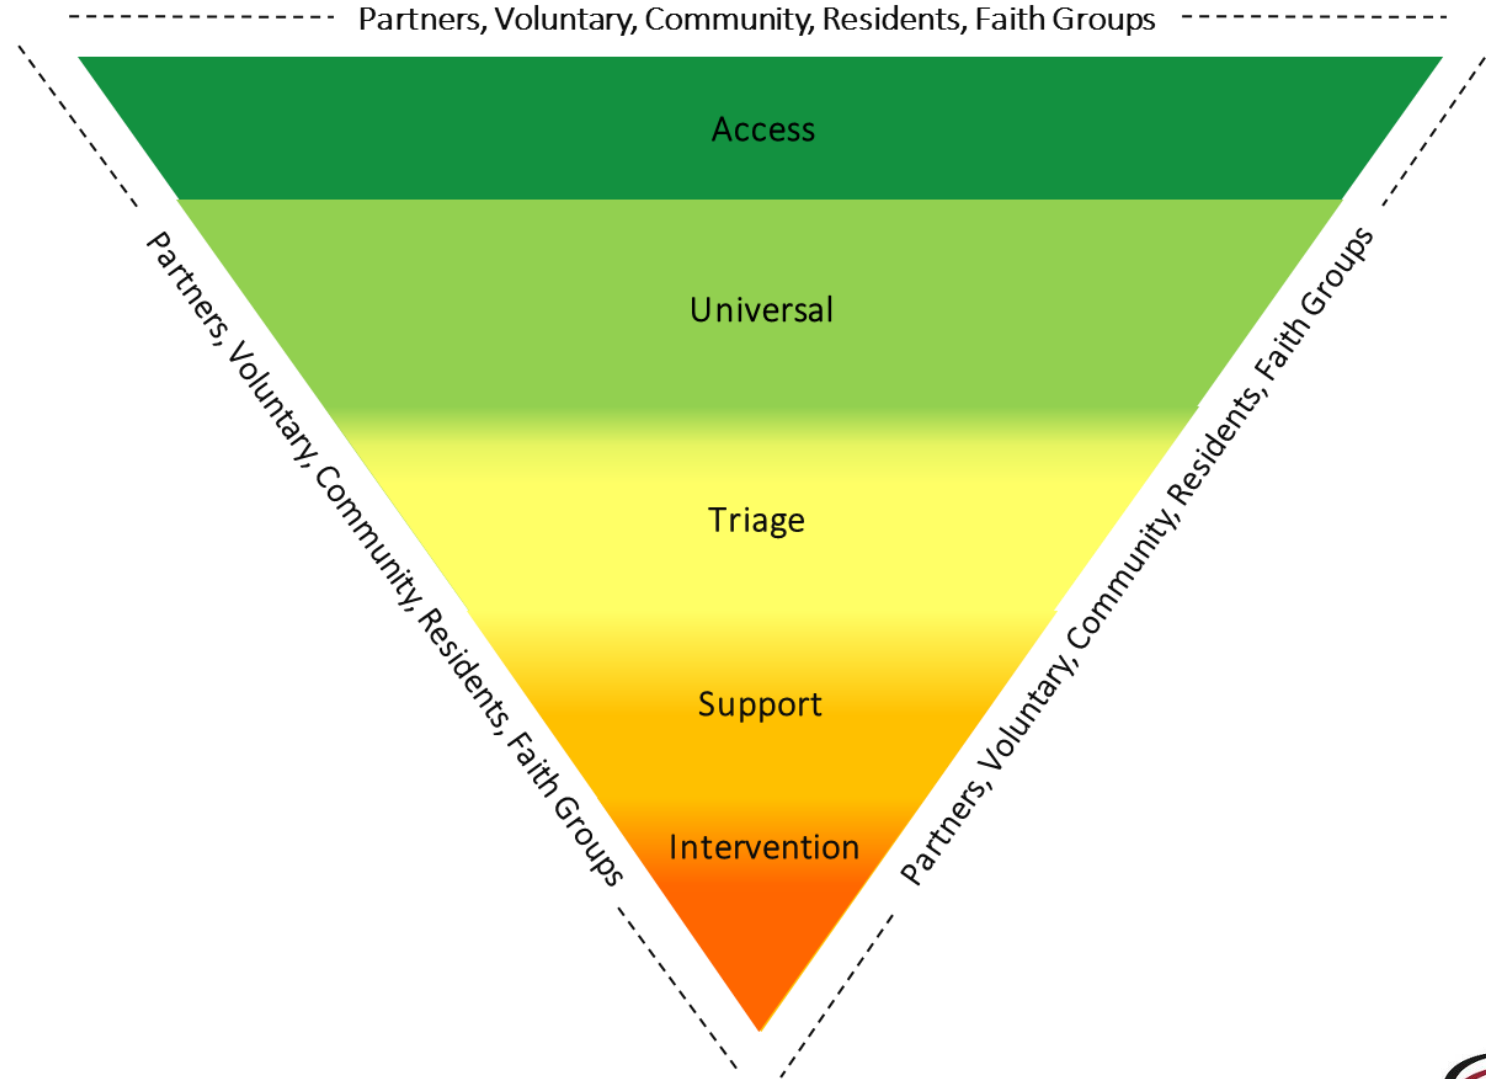 Partners, Voluntary, Community, Residents, Faith Groups
Access
Universal
Triage
Support
Intervention
Partners, Voluntary, Community, Residents, Faith Groups
Partners, Voluntary, Community, Residents, Faith Groups